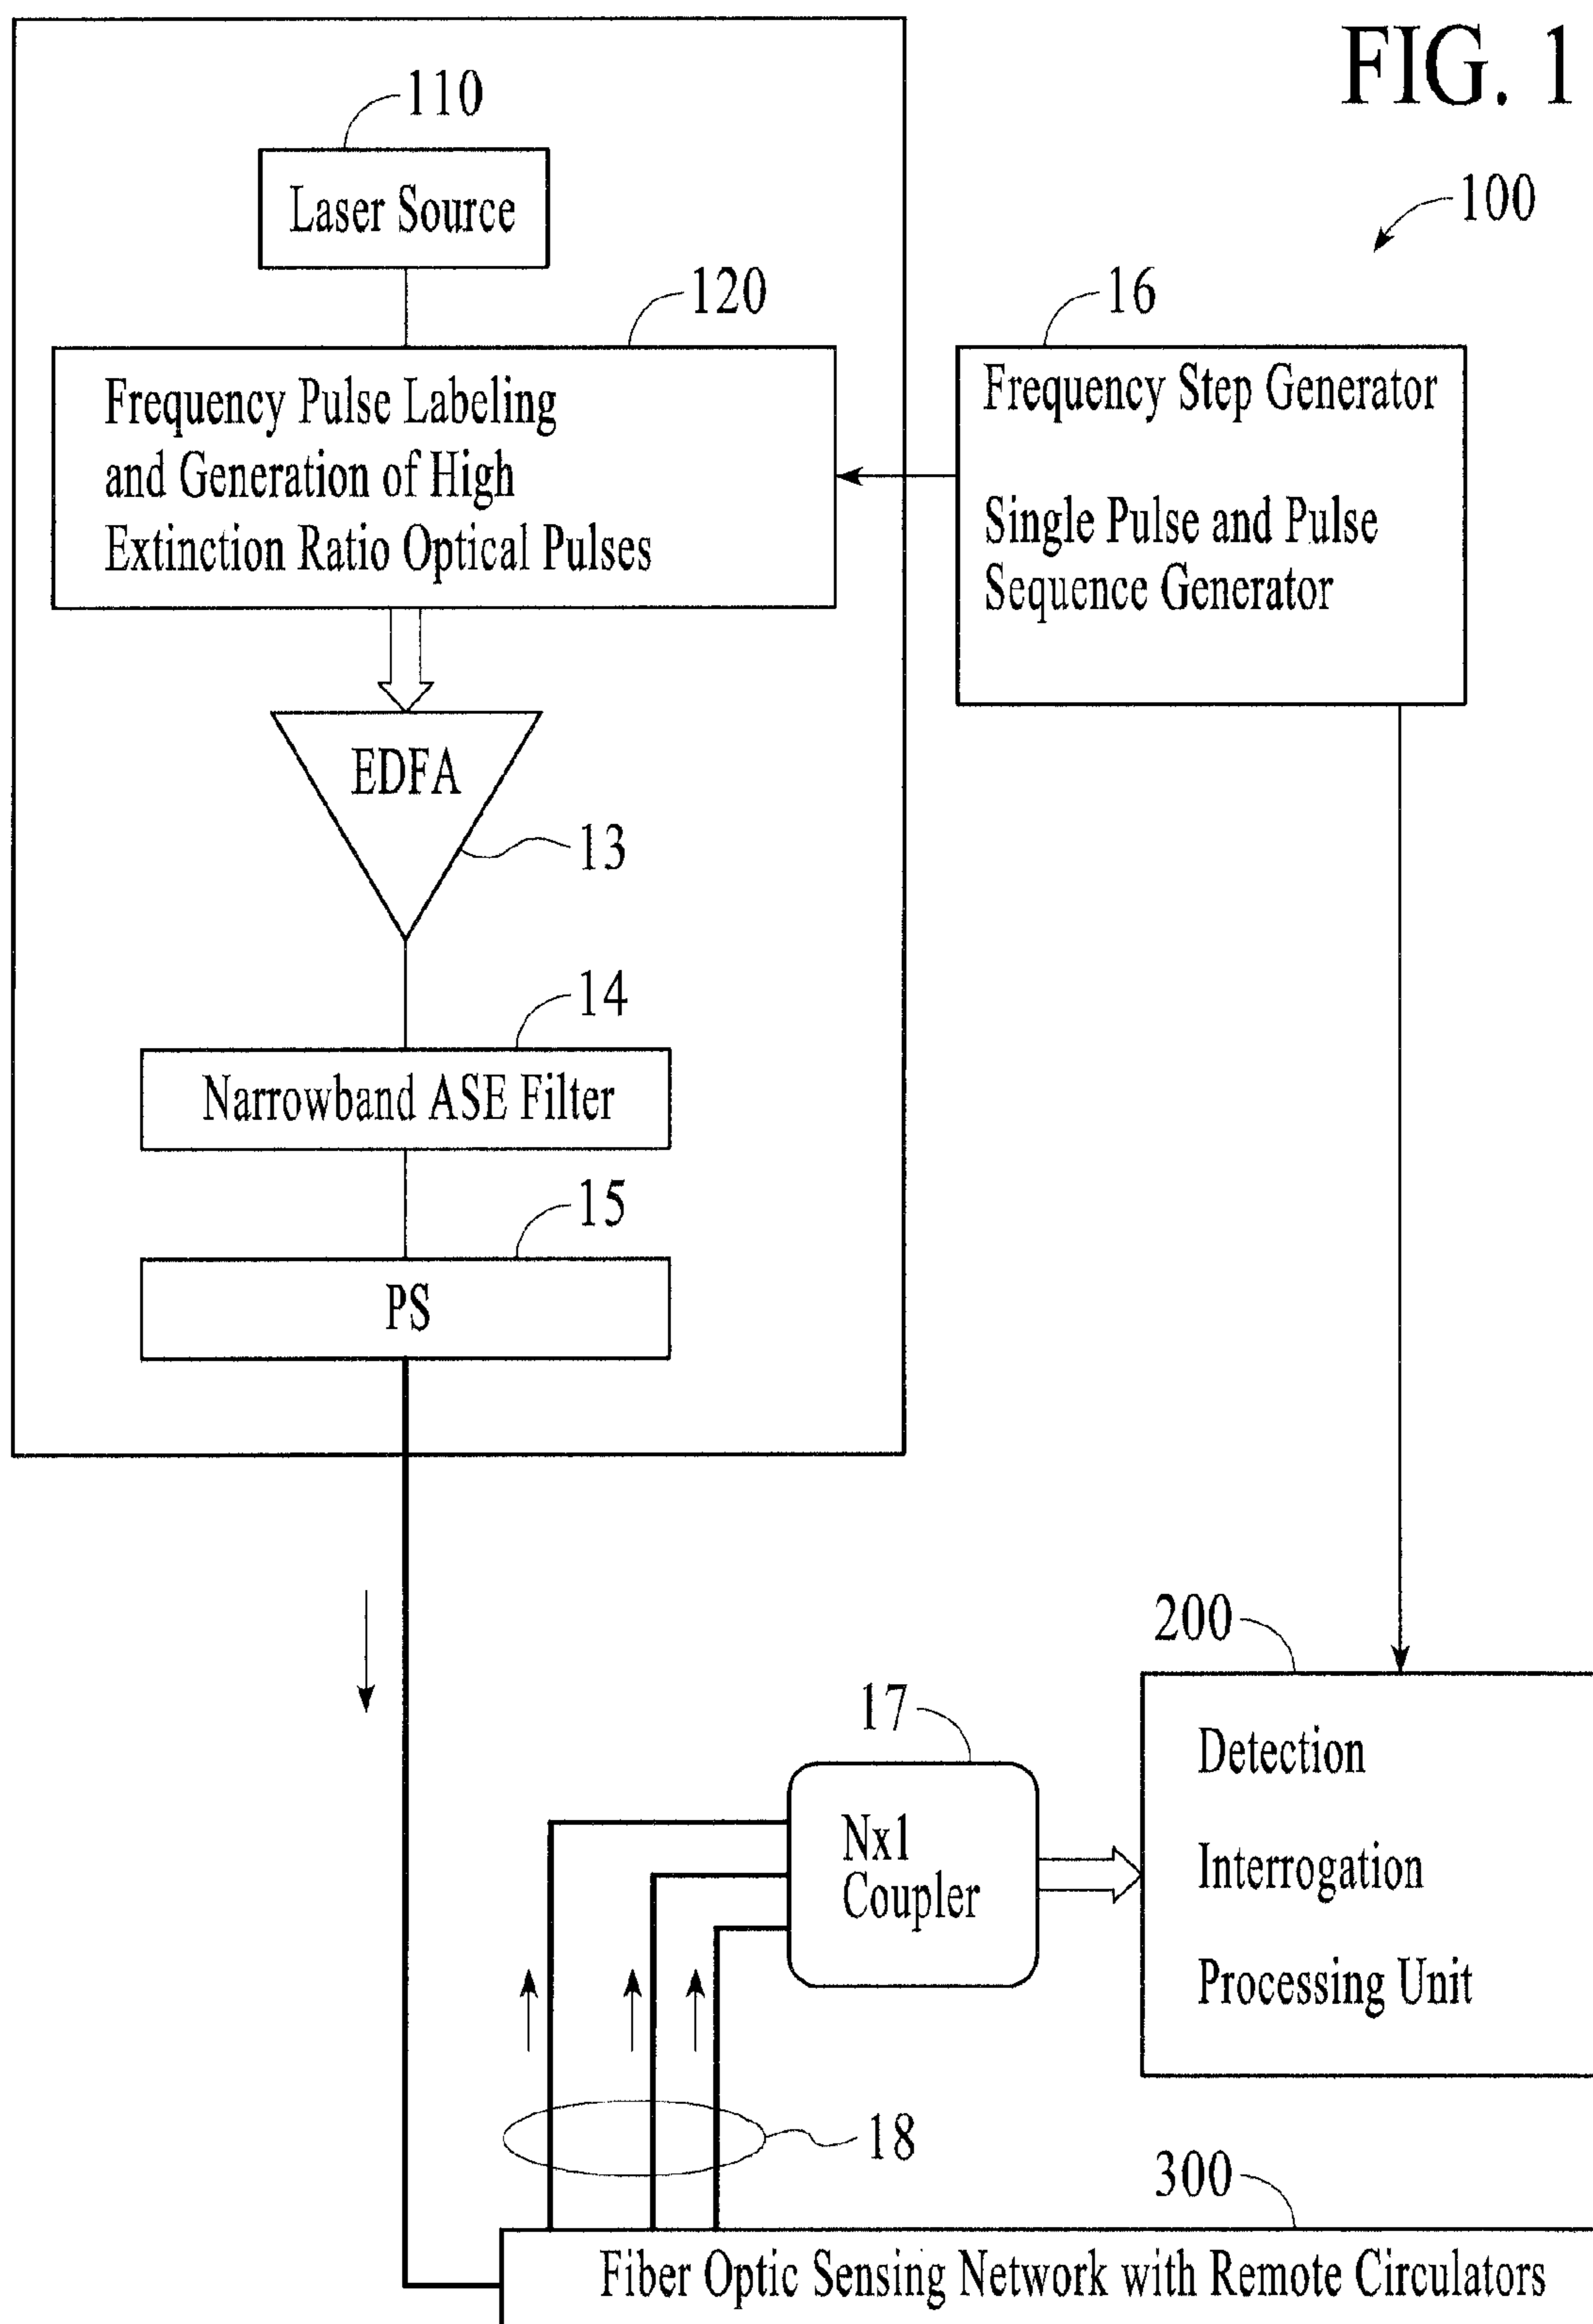 FIG. 1
110
Laser Source
100
120
16
Frequency Pulse Labeling
and Generation of High
Extinction Ratio Optical Pulses
Frequency Step Generator
Single Pulse and Pulse
Sequence Generator
EDFA
13
14
Narrowband ASE Filter
15
PS
200
17
Detection
Interrogation
Processing Unit
Nx1
Coupler
18
300
Fiber Optic Sensing Network with Remote Circulators